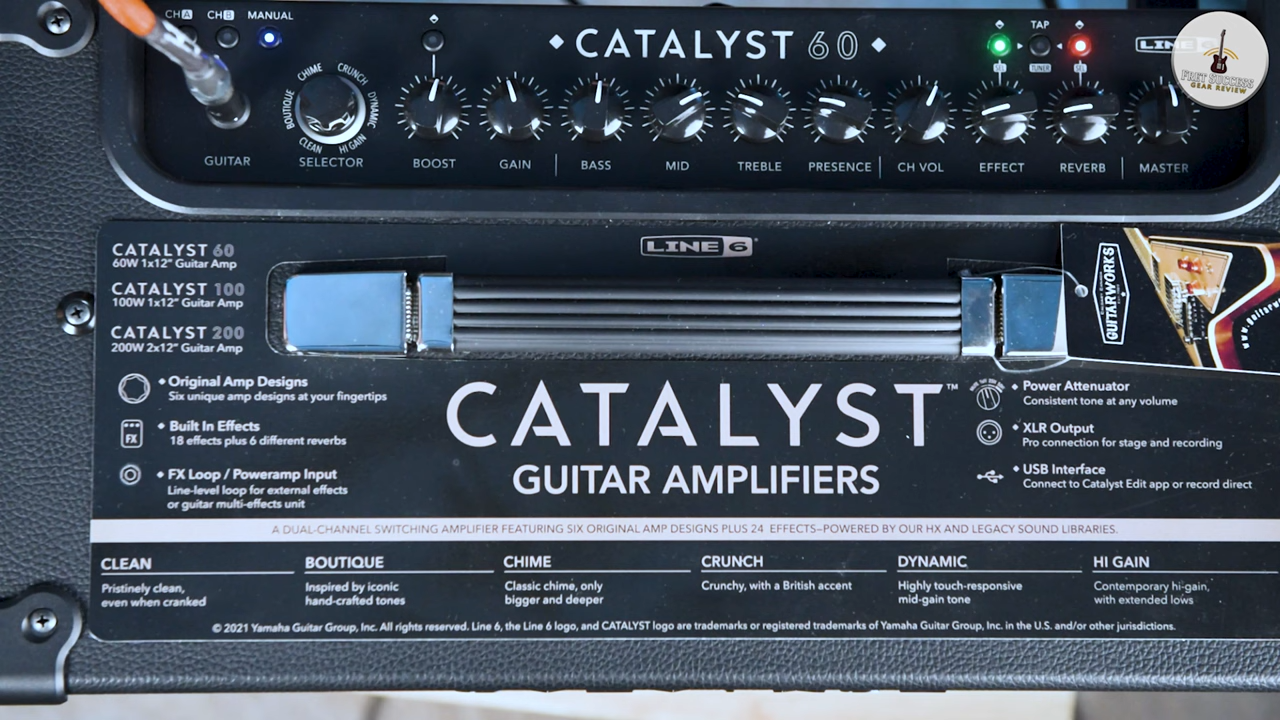 CH A
CH B
MANUAL
CATALYST 60
TAP
LINE 6
FRET SUCCESS
GEAR REVIEW
SEL
TUNER
SEL
CHIME
CRUNCH
BOUTIQUE
DYNAMIC
CLEAN
HI GAIN
GUITAR
SELECTOR
BOOST
GAIN
BASS
MID
TREBLE
PRESENCE
CH VOL
EFFECT
REVERB
MASTER
LINE 6
CATALYST 60
60W 1x12" Guitar Amp
CATALYST 100
100W 1x12" Guitar Amp
CATALYST 200
200W 2x12" Guitar Amp
GUITARWORKS
Original Amp Designs
Six unique amp designs at your fingertips
FX
Built In Effects
18 effects plus 6 different reverbs
FX Loop / Poweramp Input
Line-level loop for external effects
or guitar multi-effects unit
CATALYST™
GUITAR AMPLIFIERS
Power Attenuator
Consistent tone at any volume
XLR Output
Pro connection for stage and recording
USB Interface
Connect to Catalyst Edit app or record direct
A DUAL-CHANNEL SWITCHING AMPLIFIER FEATURING SIX ORIGINAL AMP DESIGNS PLUS 24 EFFECTS–POWERED BY OUR HX AND LEGACY SOUND LIBRARIES.
CLEAN
Pristinely clean,
even when cranked
BOUTIQUE
Inspired by iconic
hand-crafted tones
CHIME
Classic chime, only
bigger and deeper
CRUNCH
Crunchy, with a British accent
DYNAMIC
Highly touch-responsive
mid-gain tone
HI GAIN
Contemporary hi-gain,
with extended lows
© 2021 Yamaha Guitar Group, Inc. All rights reserved. Line 6, the Line 6 logo, and CATALYST logo are trademarks or registered trademarks of Yamaha Guitar Group, Inc. in the U.S. and/or other jurisdictions.